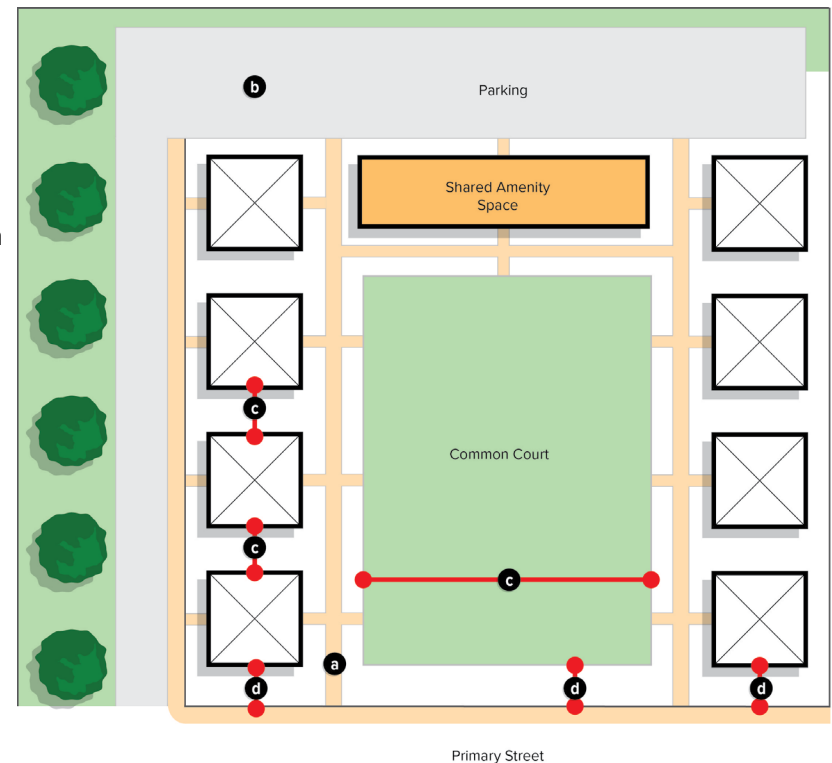 b
Parking
Shared Amenity
Space
c
Common Court
c
c
a
d
d
d
Primary Street